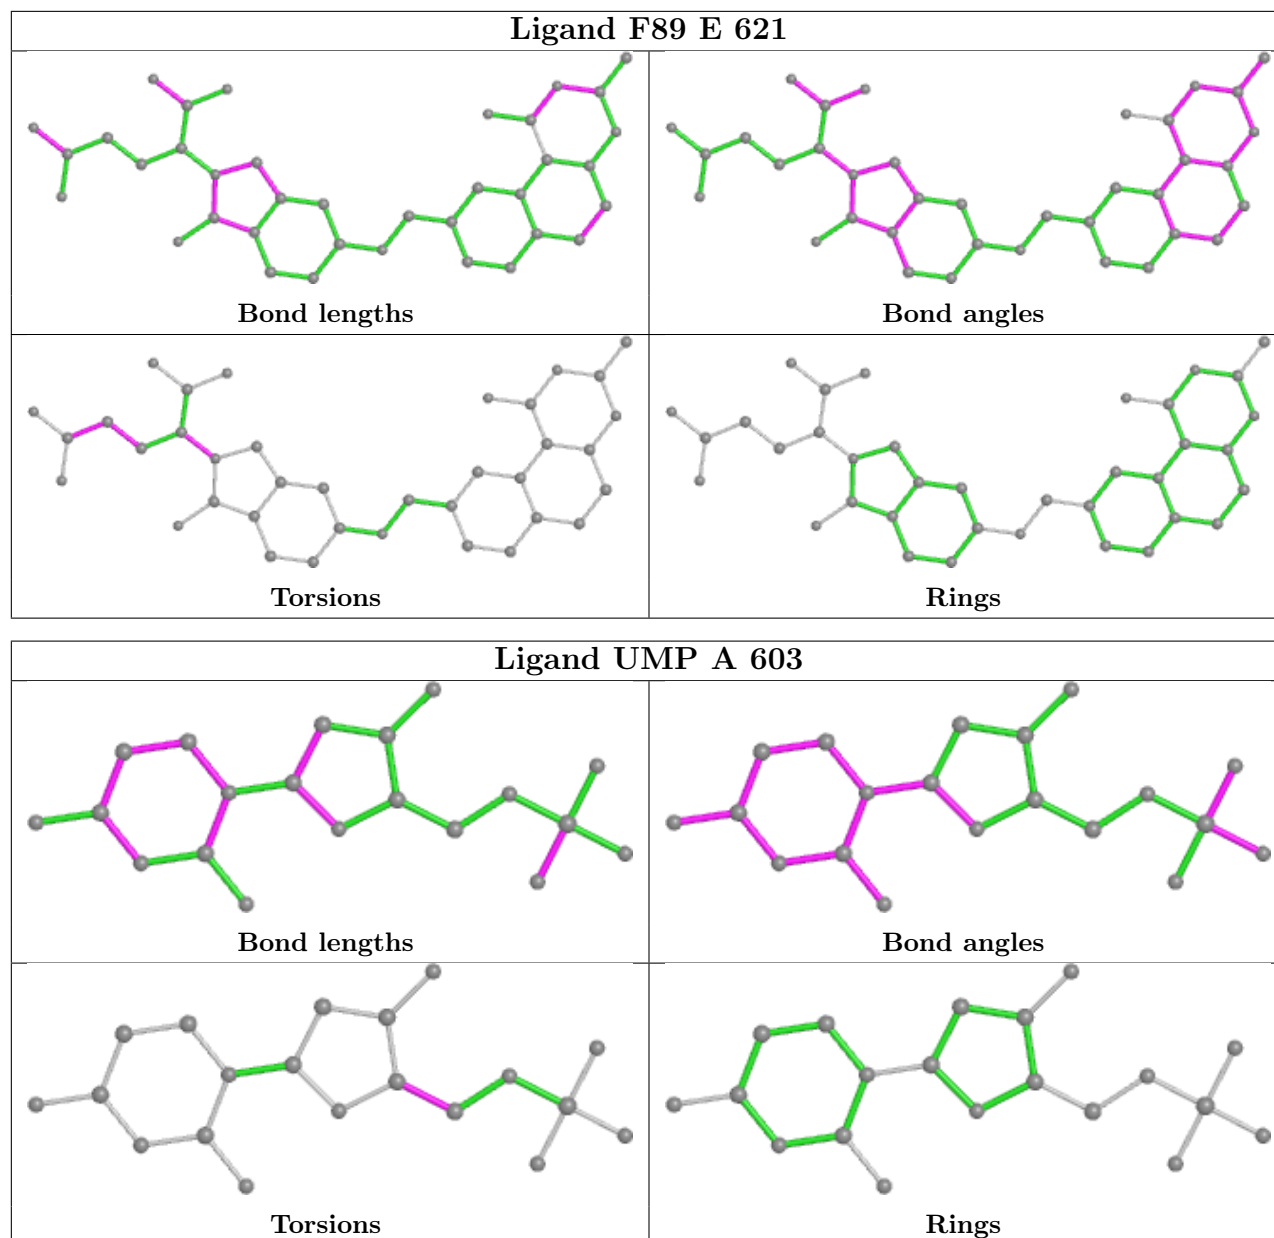 Ligand F89 E 621
Bond lengths
Bond angles
Torsions
Rings
Ligand UMP A 603
Bond lengths
Bond angles
Torsions
Rings